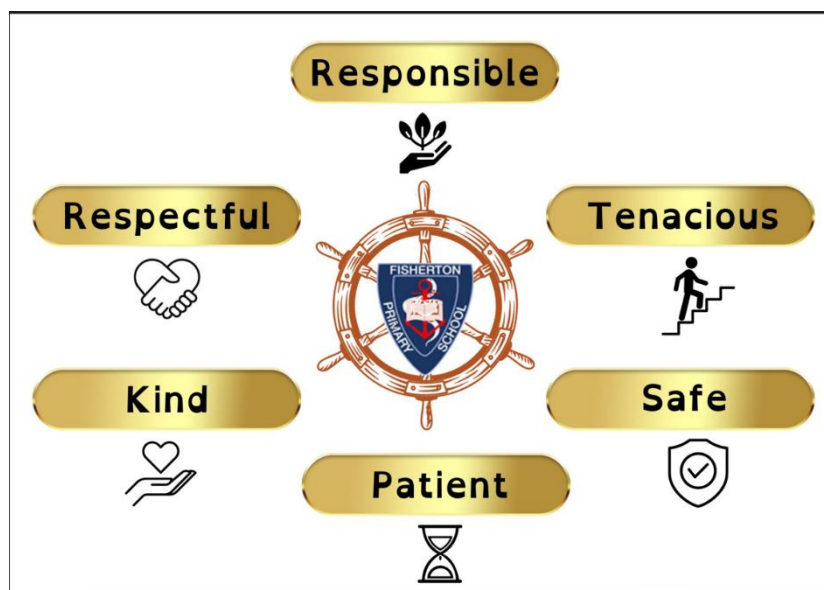 Responsible
Respectful
Tenacious
FISHERTON
PRIMARY
SCHOOL
Kind
Safe
Patient